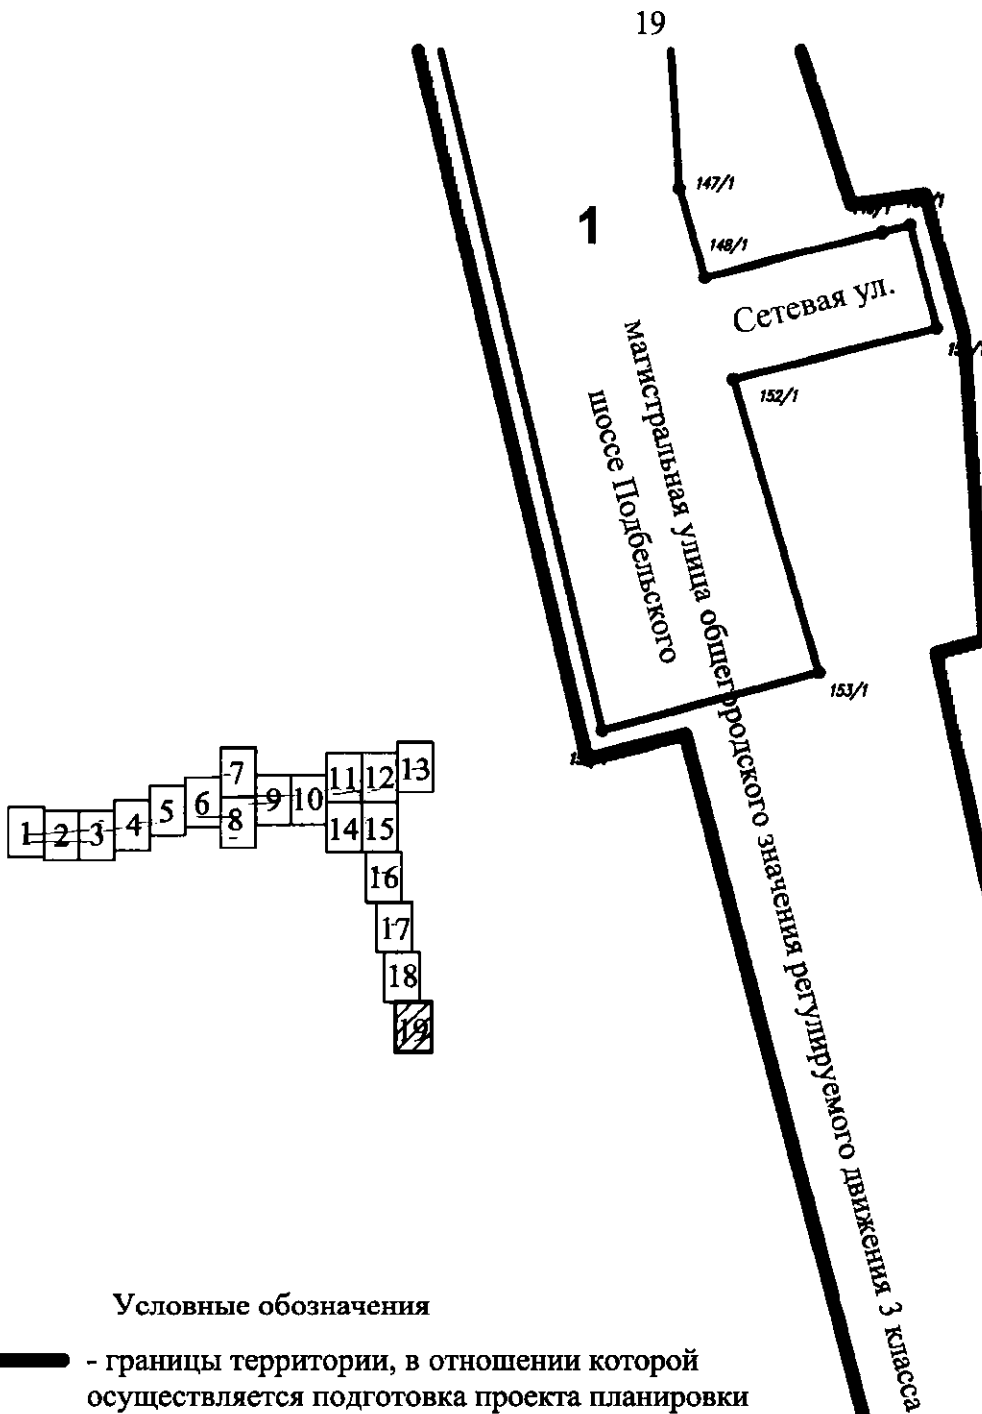 19
147/1
1
148/1
Сетевая ул.
152/1
магистральная улица общегородского значения регулируемого движения 3 класса
шоссе Подбельского
153/1
7
11 12 13
1 2 3 4 5 6 8 9 10
14 15
16
17
18
19
Условные обозначения
- границы территории, в отношении которой
осуществляется подготовка проекта планировки